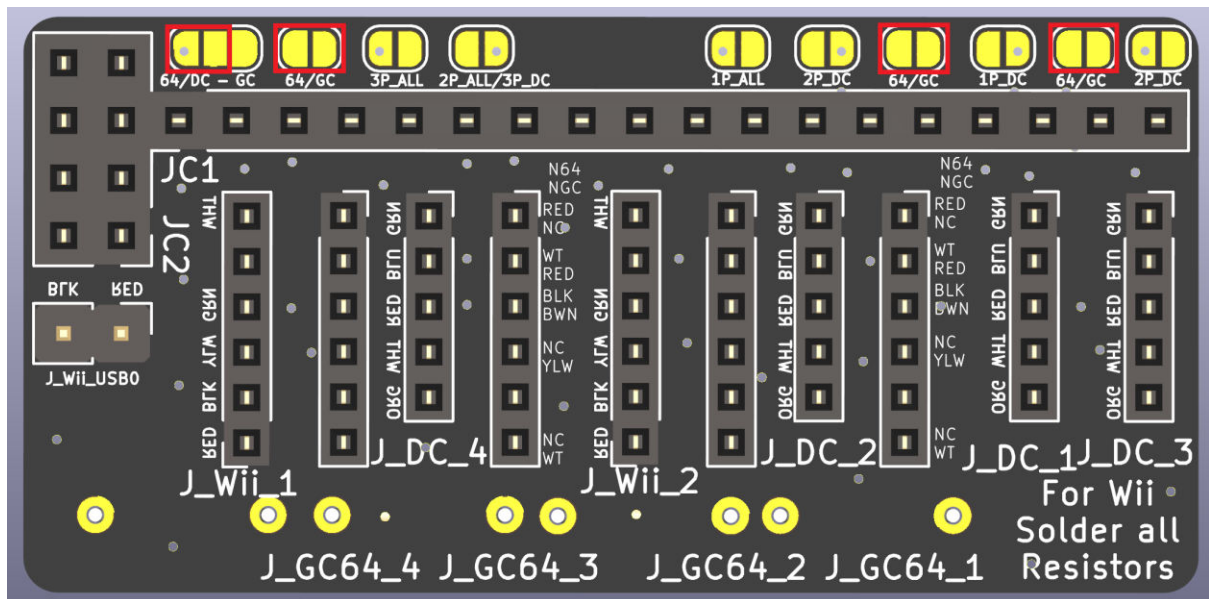 64/DC - GC
64/GC
3P_ALL
2P_ALL/3P_DC
1P_ALL
2P_DC
64/GC
1P_DC
64/GC
2P_DC
JC1
JC2
BLK
RED
J_Wii_USB0
WHT
GRN
YLW
BLK
RED
J_Wii_1
GRN
BLU
RED
WHT
ORG
J_DC_4
N64
NGC
RED
NC
WT
RED
BLK
BWN
NC
YLW
NC
WT
WHT
GRN
YLW
BLK
RED
J_Wii_2
GRN
BLU
RED
WHT
ORG
J_DC_2
N64
NGC
RED
NC
WT
RED
BLK
BWN
NC
YLW
NC
WT
GRN
BLU
RED
WHT
ORG
J_DC_1
GRN
BLU
RED
WHT
ORG
J_DC_3
J_GC64_4
J_GC64_3
J_GC64_2
J_GC64_1
For Wii
Solder all
Resistors